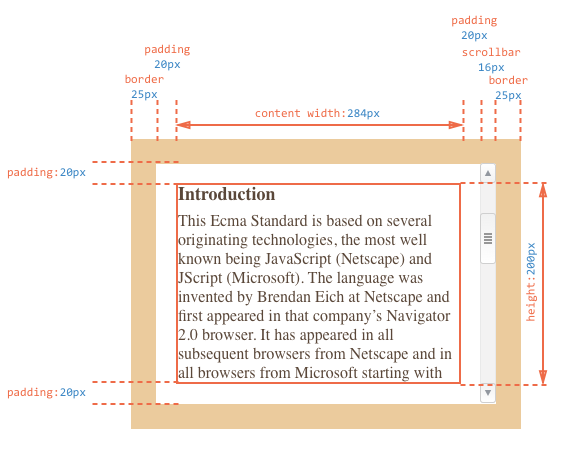 padding
20px
padding
20px
scrollbar
16px
border
25px
border
25px
content width:284px
padding:20px
Introduction
This Ecma Standard is based on several
originating technologies, the most well
known being JavaScript (Netscape) and
JScript (Microsoft). The language was
invented by Brendan Eich at Netscape and
first appeared in that company’s Navigator
2.0 browser. It has appeared in all
subsequent browsers from Netscape and in
all browsers from Microsoft starting with
height:200px
padding:20px